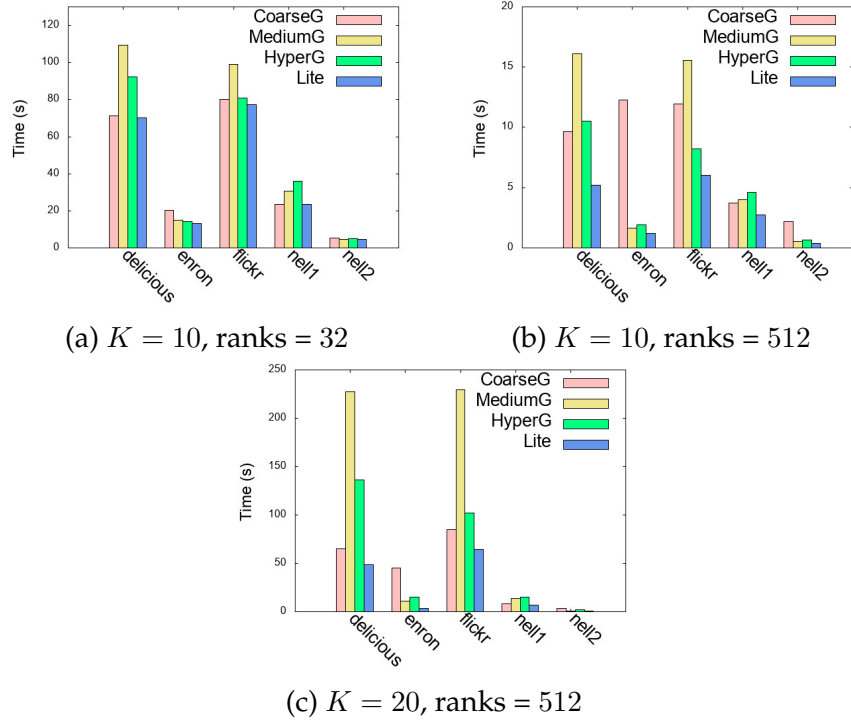 CoarseG
MediumG
HyperG
Lite
Time (s)
120
100
80
60
40
20
0
delicious
enron
flickr
nell1
nell2
(a) K = 10, ranks = 32
CoarseG
MediumG
HyperG
Lite
Time (s)
20
15
10
5
0
delicious
enron
flickr
nell1
nell2
(b) K = 10, ranks = 512
CoarseG
MediumG
HyperG
Lite
Time (s)
250
200
150
100
50
0
delicious
enron
flickr
nell1
nell2
(c) K = 20, ranks = 512